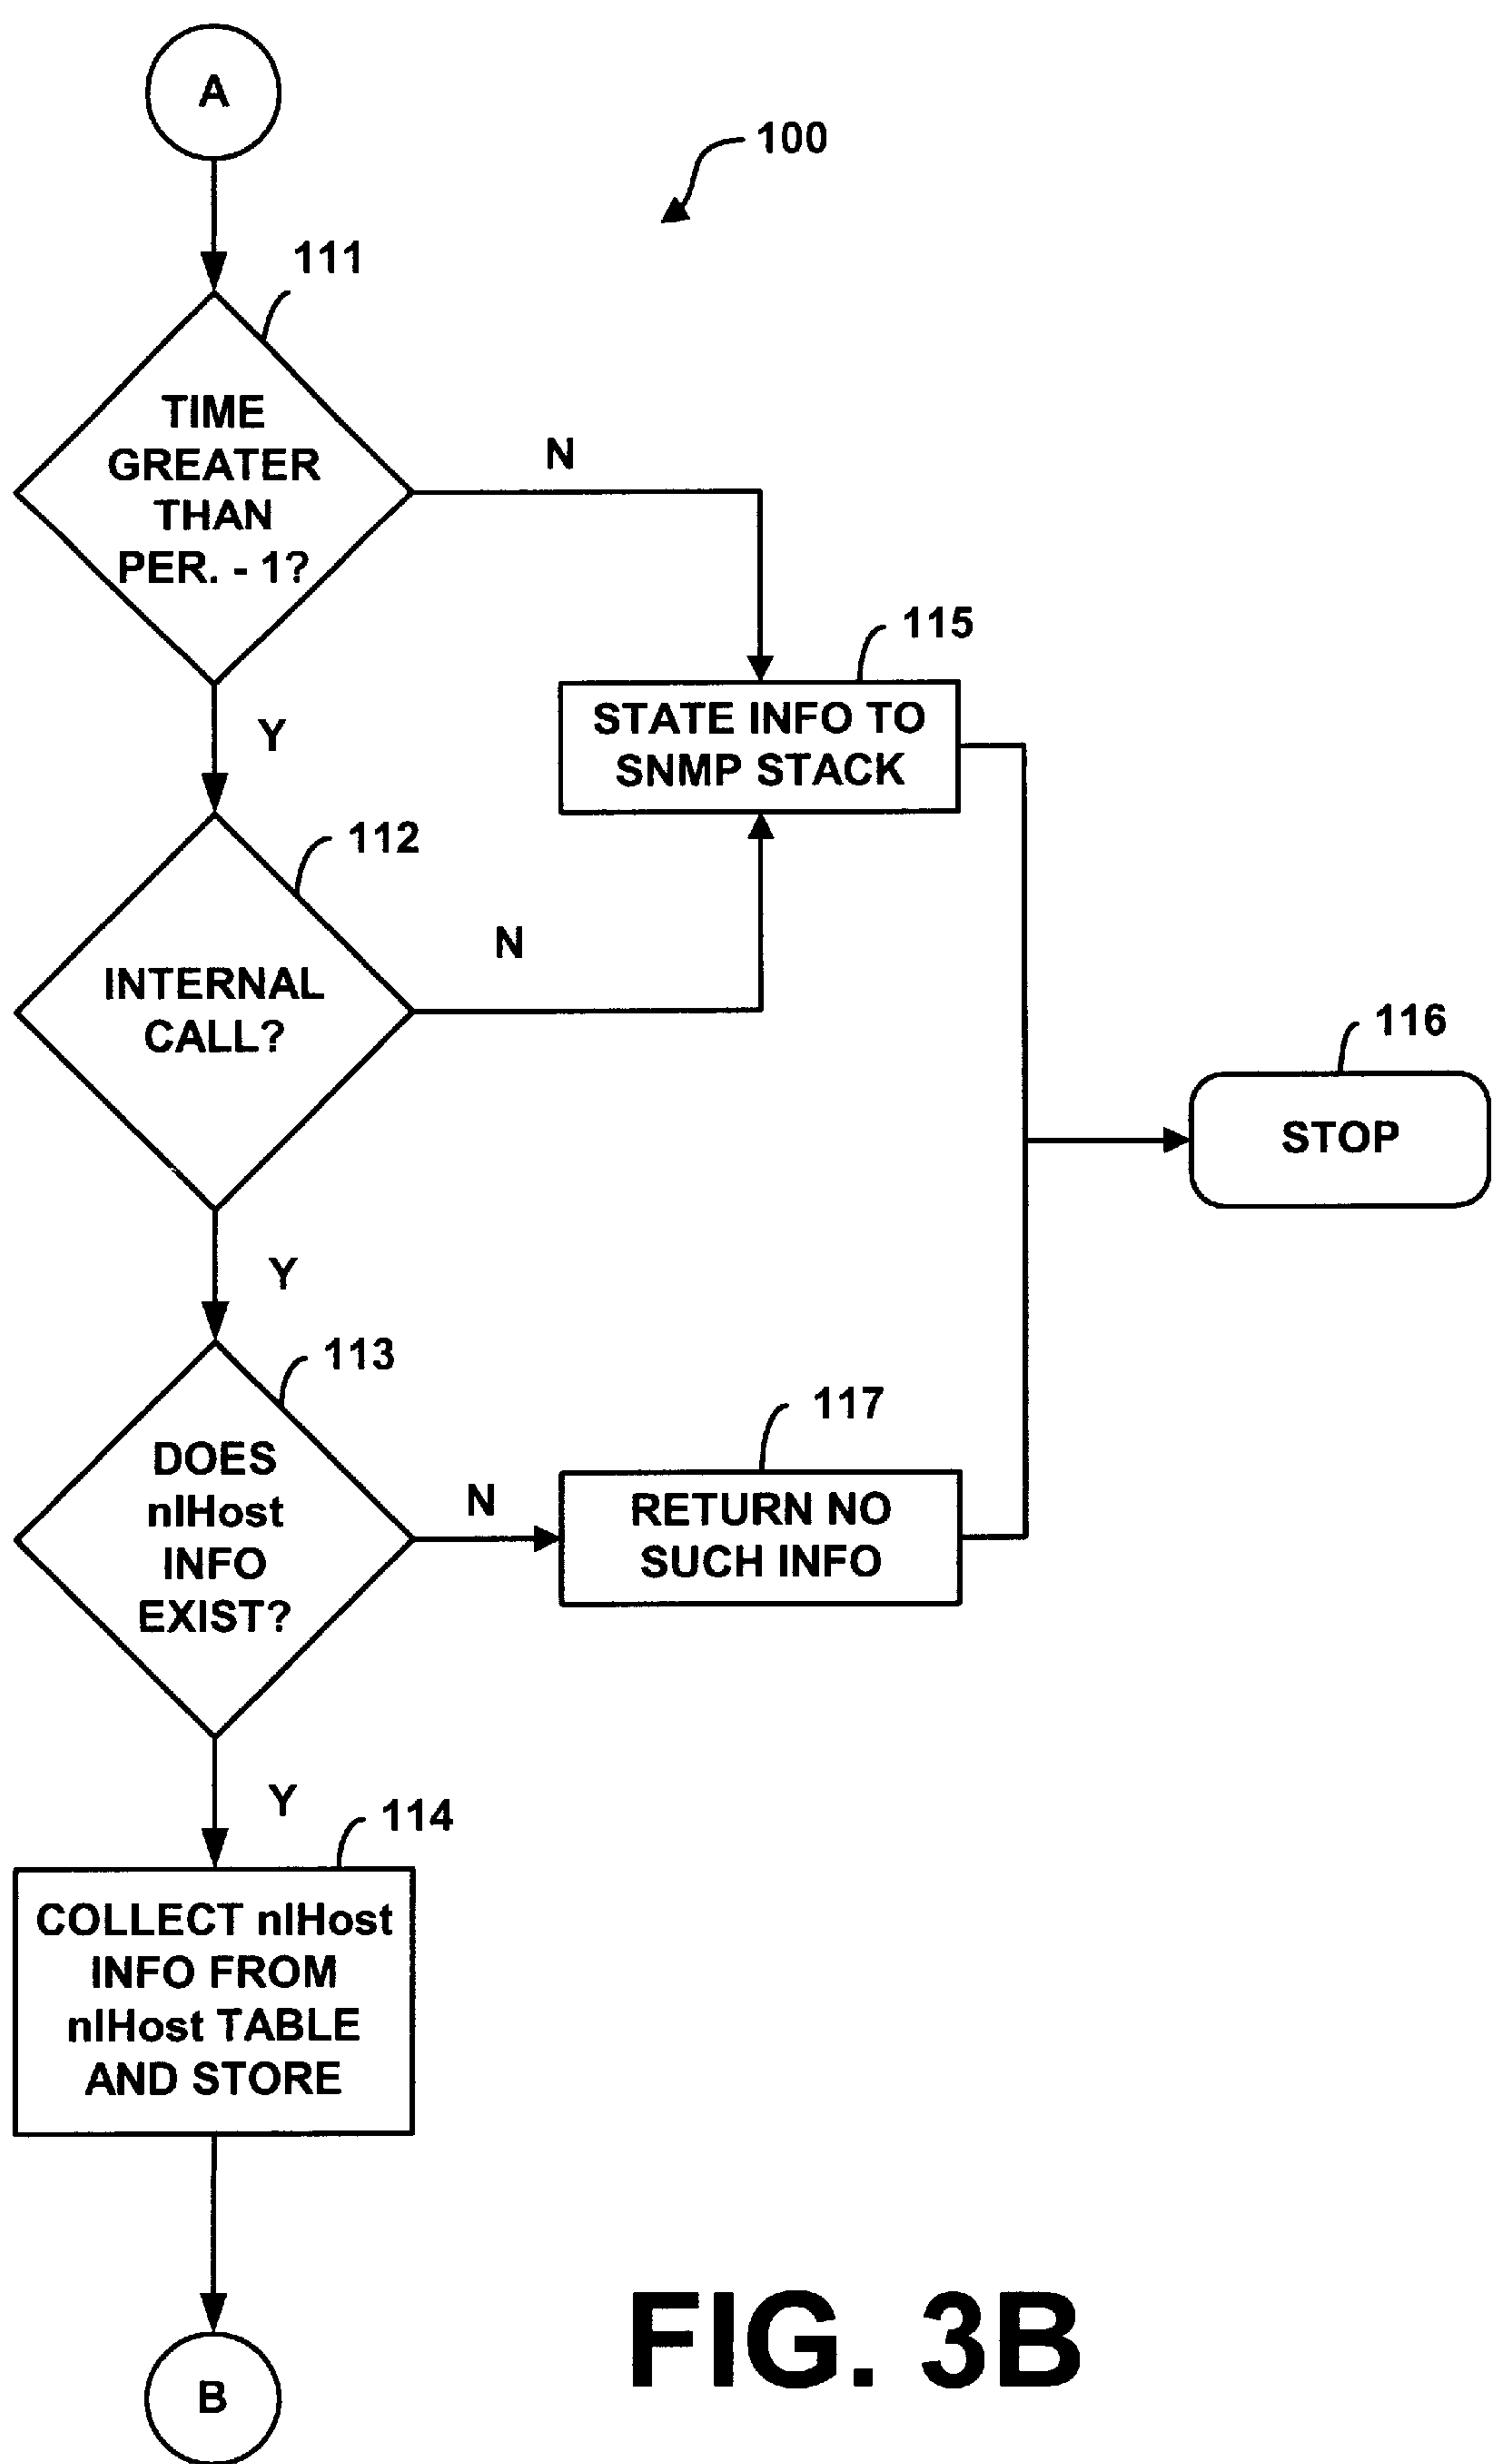 A
100
111
TIME
GREATER
THAN
PER. - 1?
N
Y
115
STATE INFO TO
SNMP STACK
112
INTERNAL
CALL?
N
Y
116
STOP
113
DOES
nlHost
INFO
EXIST?
N
Y
117
RETURN NO
SUCH INFO
114
COLLECT nlHost
INFO FROM
nlHost TABLE
AND STORE
B
FIG. 3B